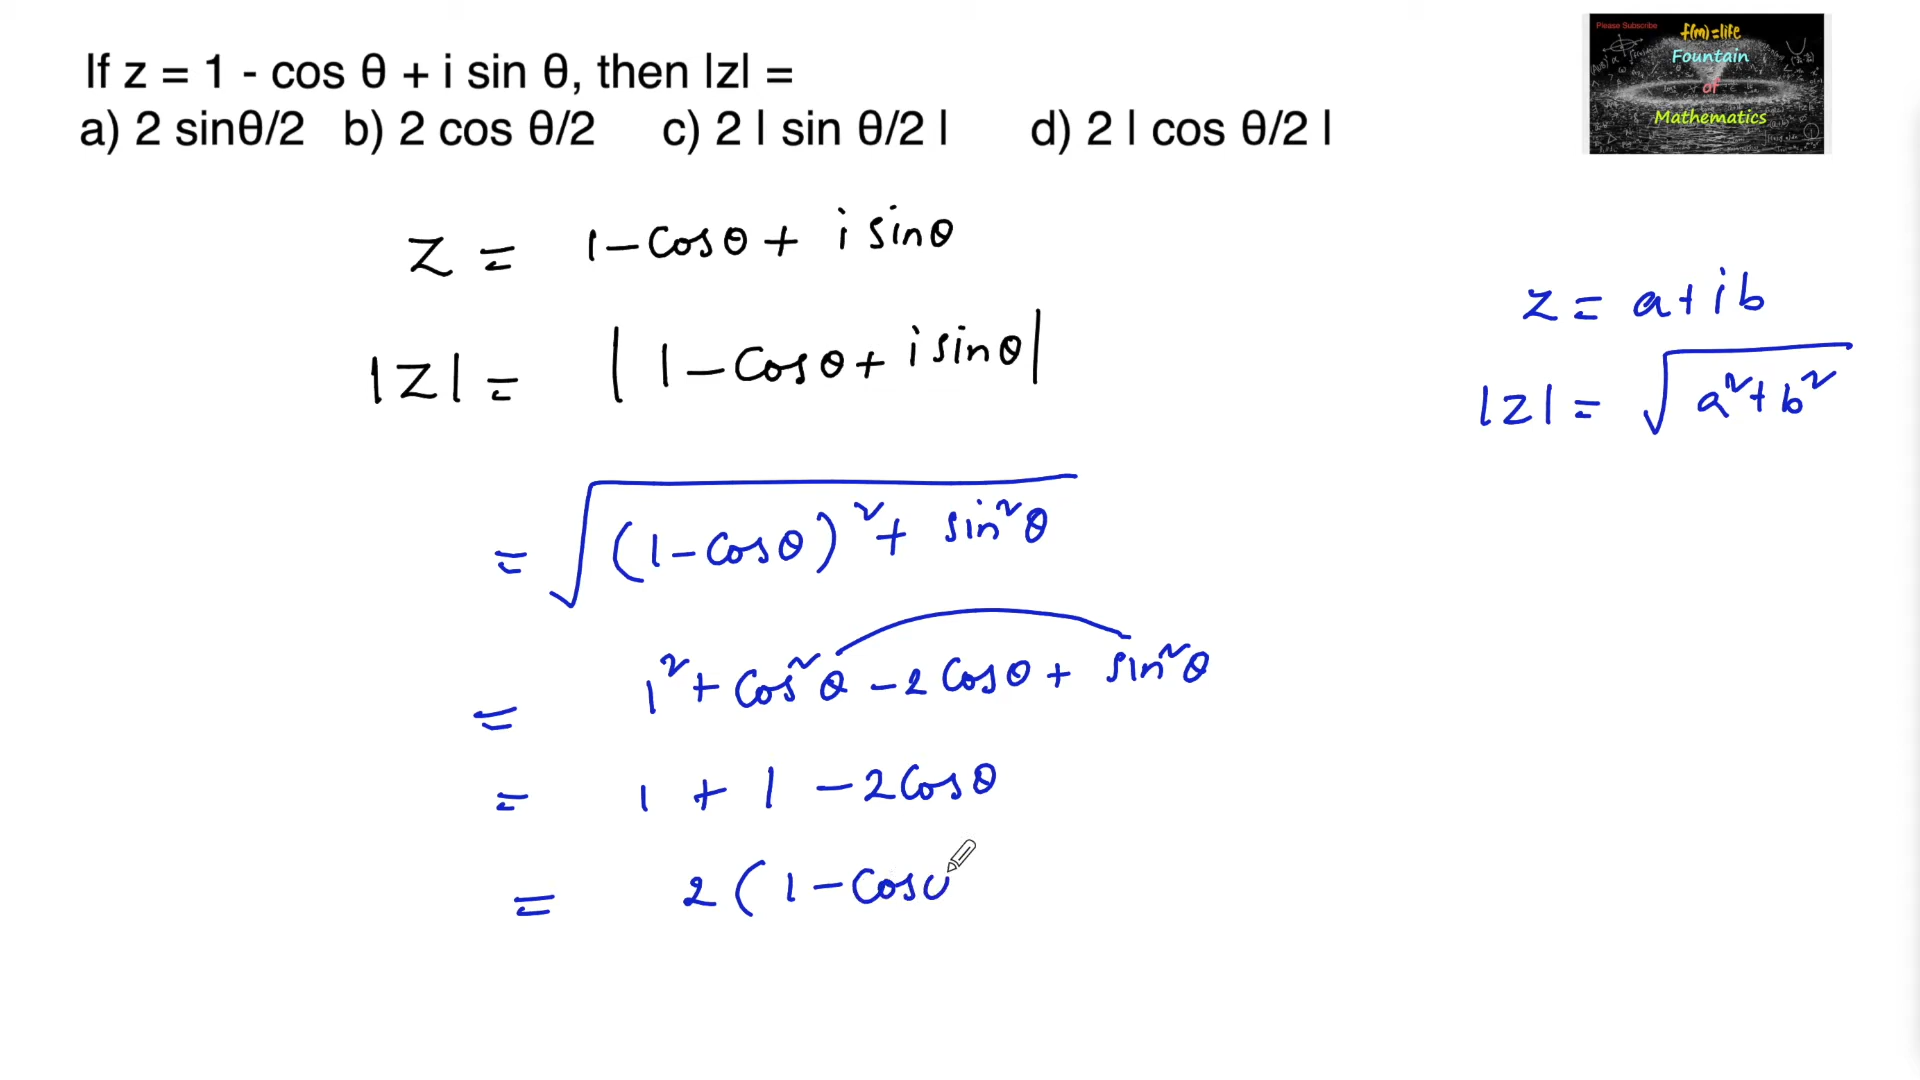 If z = 1 - cos θ + i sin θ, then |z| =
a) 2 sinθ/2 b) 2 cos θ/2 c) 2 | sin θ/2 | d) 2 | cos θ/2 |
Please Subscribe
f(m)=life
Fountain
of
Mathematics
z = 1 - cosθ + i sinθ
|z| = | 1 - cosθ + i sinθ |
= √((1 - cosθ)² + sin²θ)
= 1² + cos²θ - 2 cosθ + sin²θ
= 1 + 1 - 2cosθ
= 2 ( 1 - cos
z = a + ib
|z| = √(a² + b²)